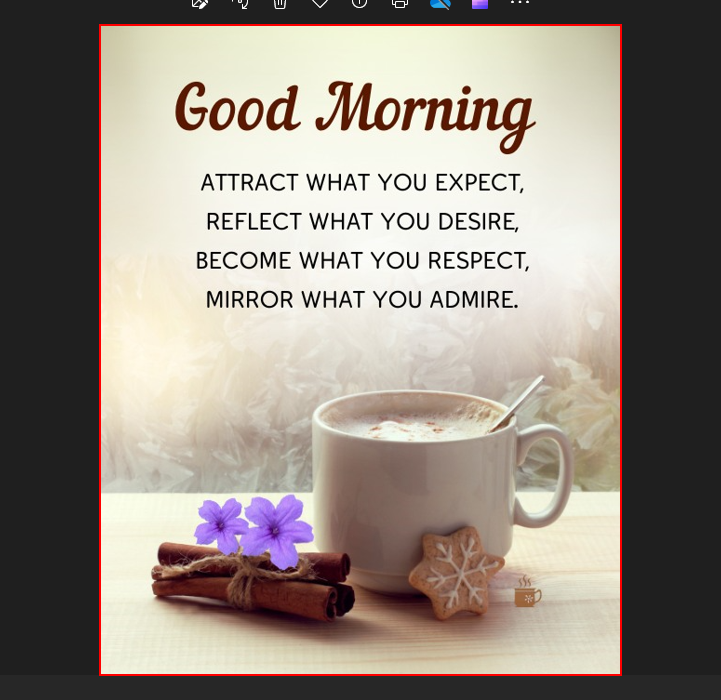 Good Morning
ATTRACT WHAT YOU EXPECT,
REFLECT WHAT YOU DESIRE,
BECOME WHAT YOU RESPECT,
MIRROR WHAT YOU ADMIRE.